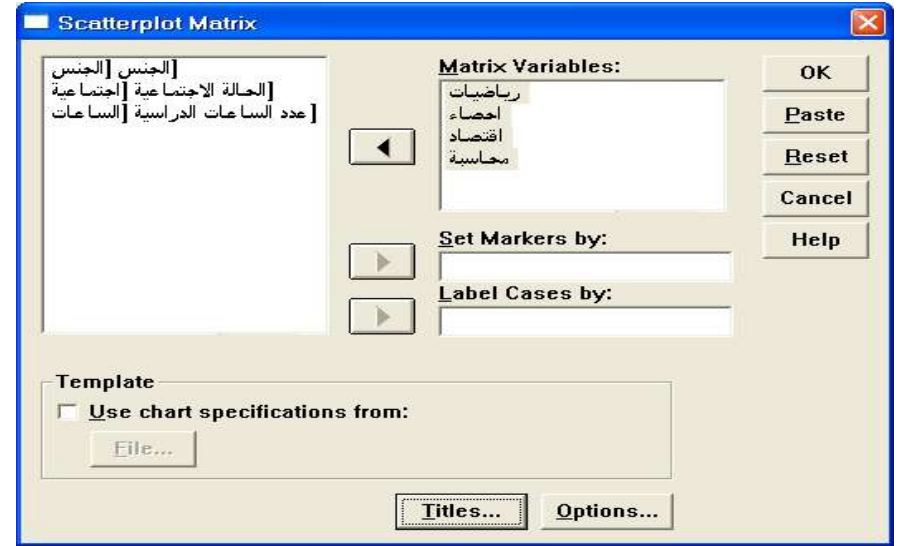 Scatterplot Matrix
الجنس [الجنس]
الحالة الاجتماعية [اجتماعية]
عدد الساعات الدراسية [الساعات]
Matrix Variables:
رياضيات
احصاء
اقتصاد
محاسبة
OK
Paste
Reset
Cancel
Help
Set Markers by:
Label Cases by:
Template
Use chart specifications from:
File...
Titles...
Options...